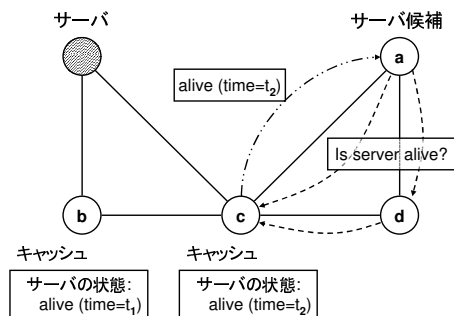 サーバ
サーバ候補
a
alive (time=t₂)
Is server alive?
b
c
d
キャッシュ
キャッシュ
サーバの状態:
alive (time=t₁)
サーバの状態:
alive (time=t₂)